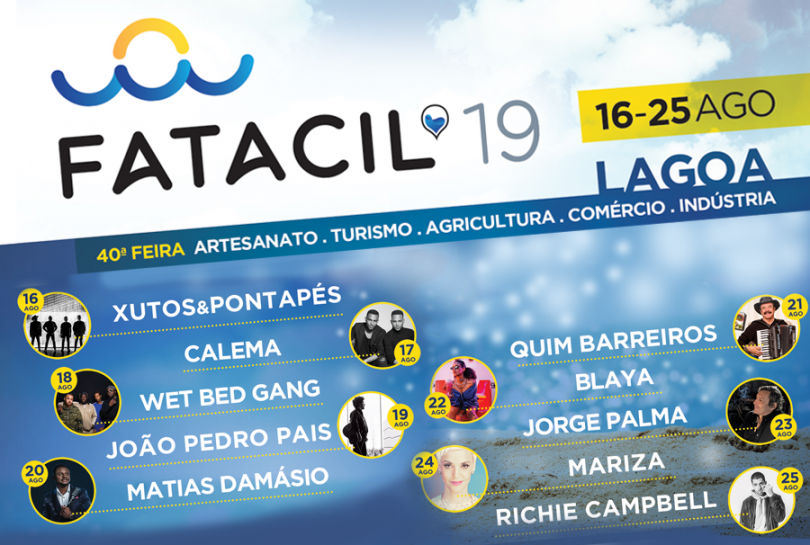 FATACIL 19
16-25 AGO
LAGOA
40ª FEIRA ARTESANATO . TURISMO . AGRICULTURA . COMÉRCIO . INDÚSTRIA
16 AGO
XUTOS&PONTAPÉS
CALEMA
17 AGO
18 AGO
WET BED GANG
JOÃO PEDRO PAIS
19 AGO
20 AGO
MATIAS DAMÁSIO
QUIM BARREIROS
21 AGO
22 AGO
BLAYA
JORGE PALMA
23 AGO
24 AGO
MARIZA
RICHIE CAMPBELL
25 AGO